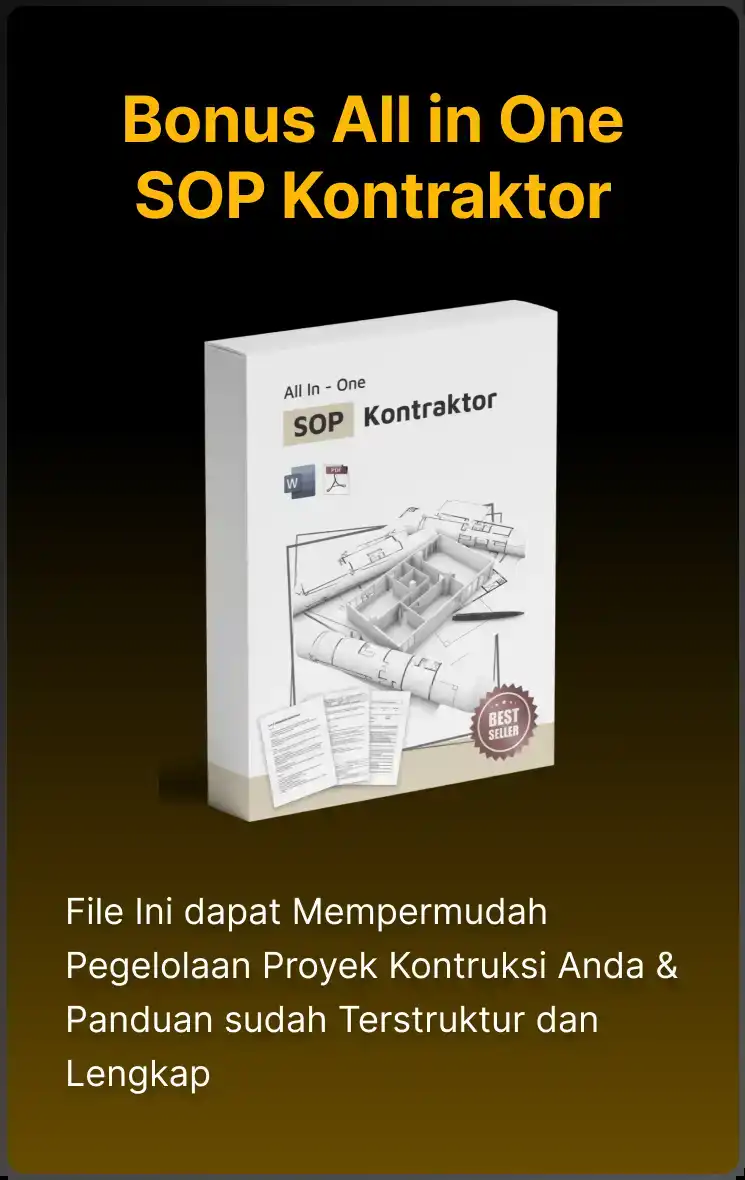 Bonus All in One
SOP Kontraktor
All In - One
SOP Kontraktor
W
PDF
BEST
SELLER
File Ini dapat Mempermudah
Pegelolaan Proyek Kontruksi Anda &
Panduan sudah Terstruktur dan
Lengkap